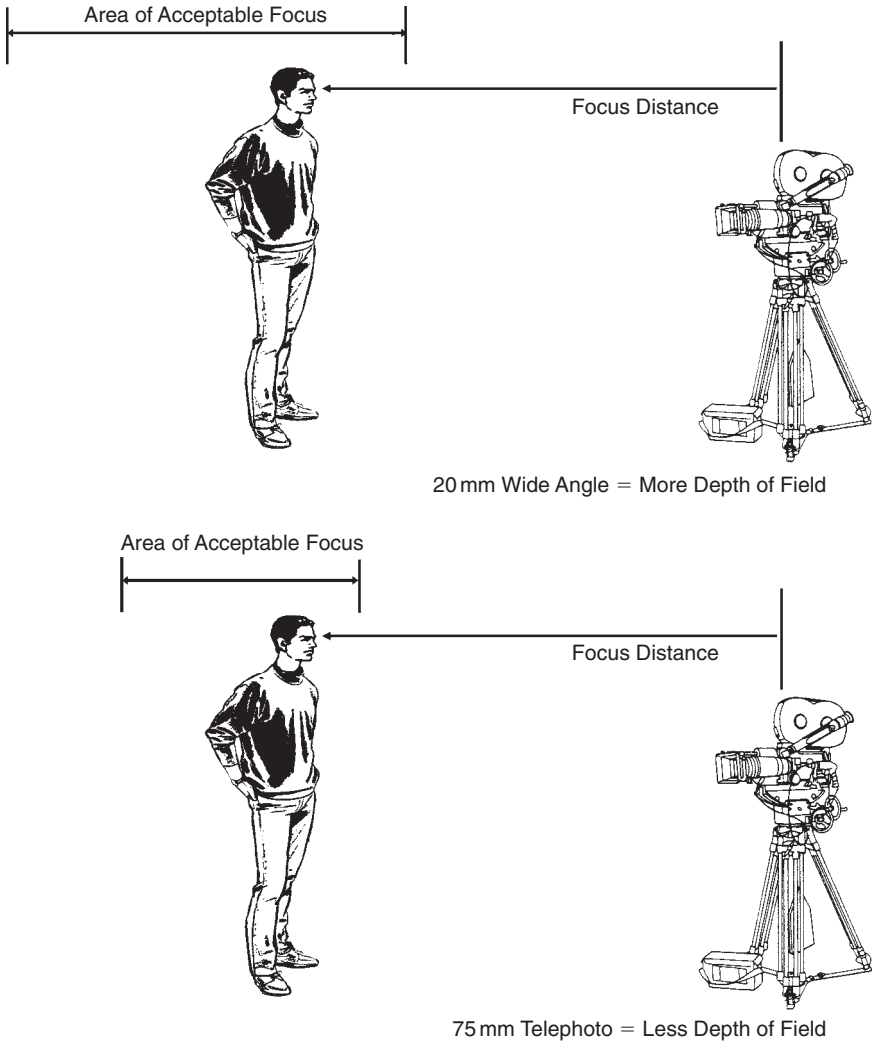 Area of Acceptable Focus
Focus Distance
20 mm Wide Angle = More Depth of Field
Area of Acceptable Focus
Focus Distance
75 mm Telephoto = Less Depth of Field